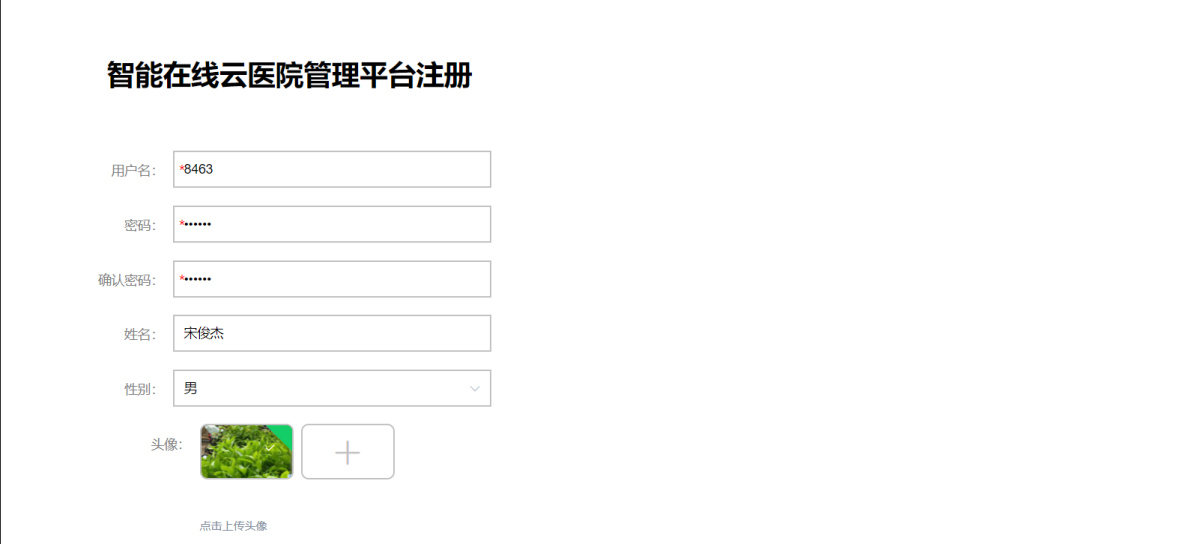 智能在线云医院管理平台注册
用户名： *8463
密码： *••••••
确认密码： *••••••
姓名： 宋俊杰
性别： 男
头像：
点击上传头像